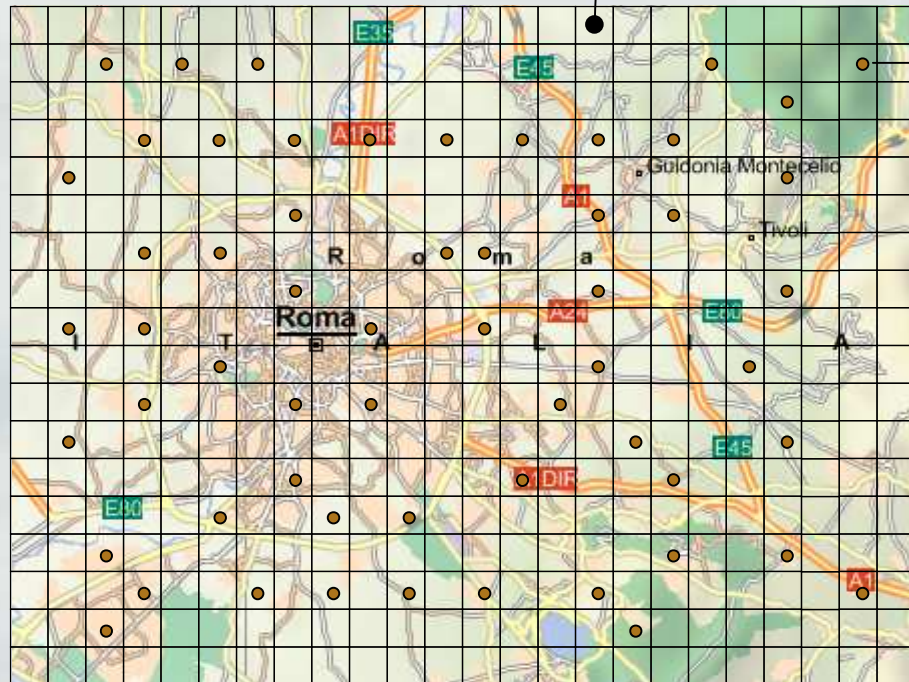 E35
E45
A1DIR
Guidonia Montecelio
A1
Tivoli
R o m a
A24
E80
Roma
I T A L I A
E45
A1DIR
E80
A1